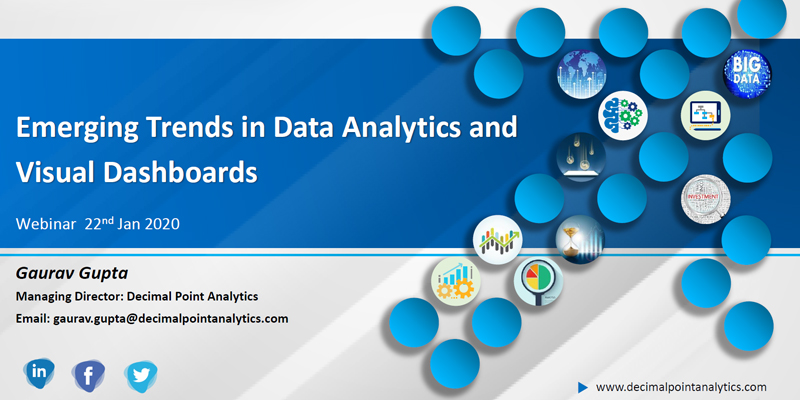 BIG
DATA
Emerging Trends in Data Analytics and
Visual Dashboards
INVESTMENT
Webinar 22nd Jan 2020
Gaurav Gupta
Managing Director: Decimal Point Analytics
Email: gaurav.gupta@decimalpointanalytics.com
in f
www.decimalpointanalytics.com